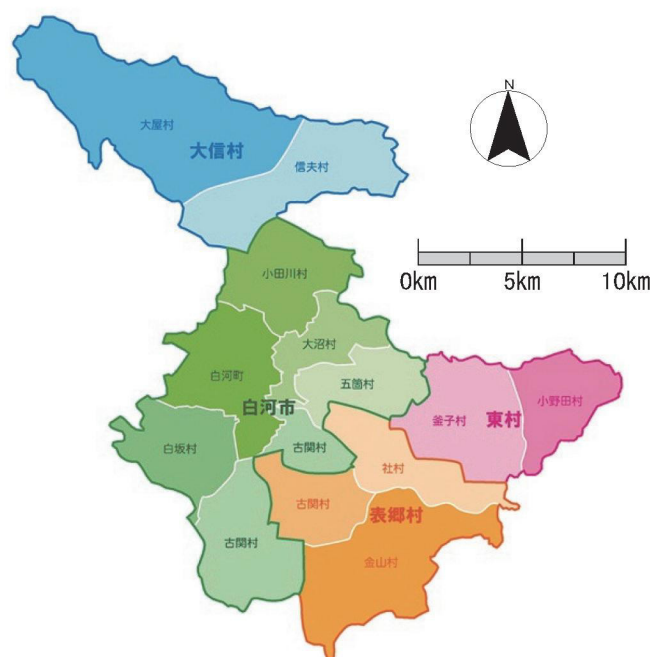 大屋村
大信村
信夫村
N
0km
5km
10km
小田川村
大沼村
白河町
五箇村
白河市
小野田村
釜子村
東村
白坂村
古関村
社村
古関村
表郷村
古関村
金山村